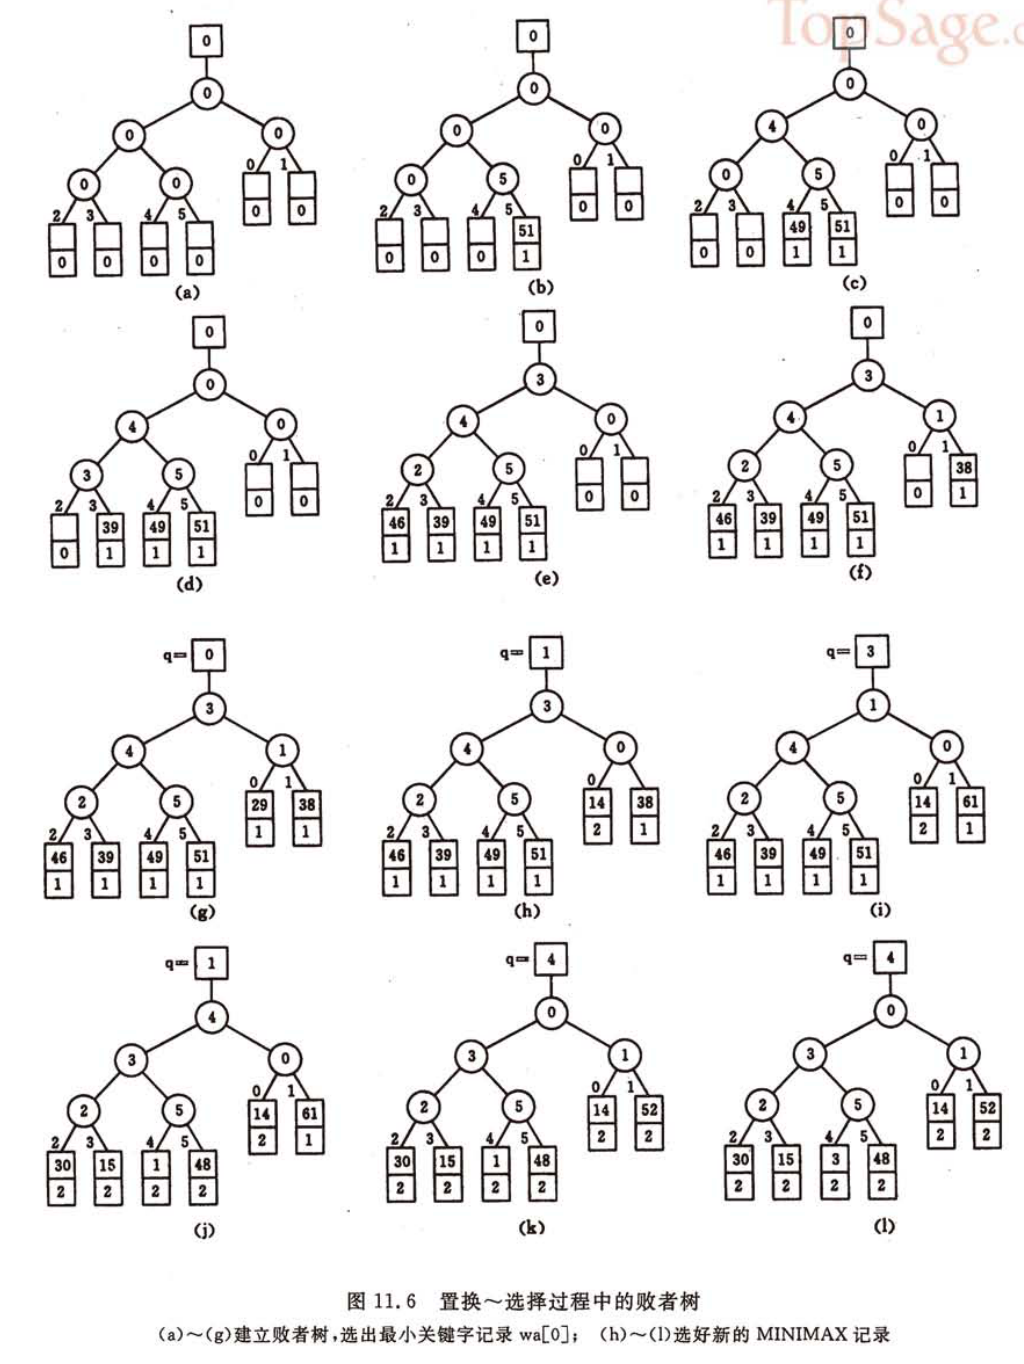 TopSage.c
0
0
0 0
0 0 0 1
2 3 4 5 0 0
0 0 0 0
(a)
0
0
0 0
0 5 0 1
2 3 4 5 0 0
51
0 0 0 1
(b)
0
0
4 0
0 5 0 1
2 3 4 5 0 0
49 51
0 0 1 1
(c)
0
0
4 0
3 5 0 1
2 3 4 5 0 0
39 49 51
0 1 1 1
(d)
0
3
4 0
2 5 0 1
2 3 4 5 0 0
46 39 49 51
1 1 1 1
(e)
0
3
4 1
2 5 0 1
38
2 3 4 5 0 1
46 39 49 51
1 1 1 1
(f)
q= 0
3
4 1
0 1
2 5 29 38
2 3 4 5 1 1
46 39 49 51
1 1 1 1
(g)
q= 1
3
4 0
0 1
2 5 14 38
2 3 4 5 2 1
46 39 49 51
1 1 1 1
(h)
q= 3
1
4 0
0 1
2 5 14 61
2 3 4 5 2 1
46 39 49 51
1 1 1 1
(i)
q= 1
4
3 0
0 1
2 5 14 61
2 3 4 5 2 1
30 15 1 48
2 2 2 2
(j)
q= 4
0
3 1
0 1
2 5 14 52
2 3 4 5 2 2
30 15 1 48
2 2 2 2
(k)
q= 4
0
3 1
0 1
2 5 14 52
2 3 4 5 2 2
30 15 3 48
2 2 2 2
(l)
图 11.6 置换～选择过程中的败者树
(a)～(g)建立败者树,选出最小关键字记录 wa[0]; (h)～(l)选好新的 MINIMAX 记录